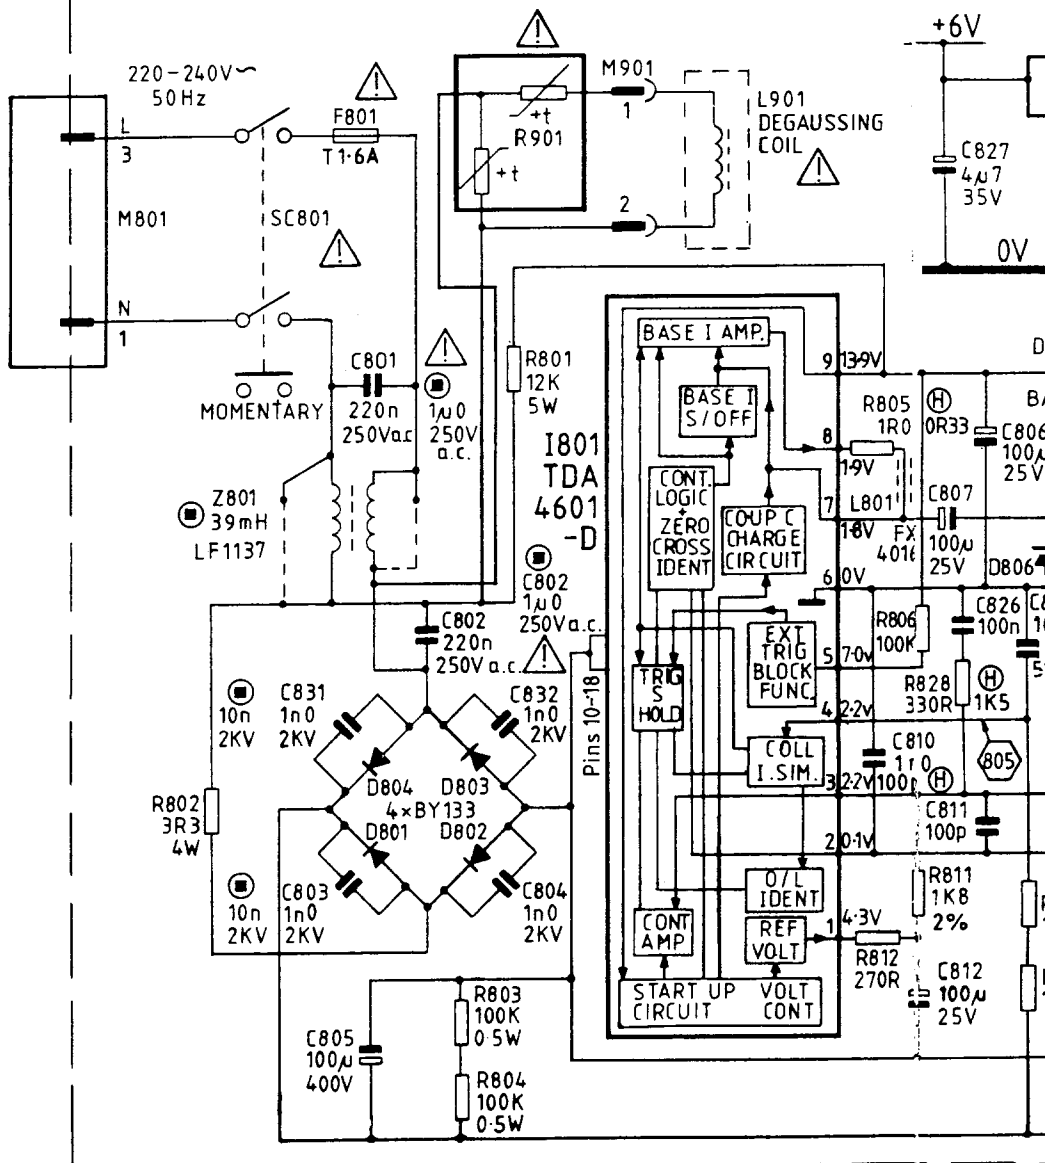 220-240V~
50Hz
L
3
F801
T1·6A
M801
SC801
N
1
MOMENTARY
C801
220n
250Va.c
1µ0
250V
a.c.
Z801
39mH
LF1137
M901
1
2
+t
R901
+t
L901
DEGAUSSING
COIL
+6V
C827
4µ7
35V
0V
R801
12K
5W
I801
TDA
4601
-D
C802
1µ0
250Va.c.
C802
220n
250Va.c.
BASE I AMP.
BASE I
S/OFF
CONT.
LOGIC
+
ZERO
CROSS
IDENT
COUP C
CHARGE
CIRCUIT
EXT
TRIG
BLOCK
FUNC.
TRIG
S
HOLD
COLL
I.SIM.
O/L
IDENT
CONT
AMP
REF
VOLT
START UP
CIRCUIT
VOLT
CONT
Pins 10-18
9 13·9V
8
1·9V
7
1·8V
6 0V
5 7·0V
4 2·2V
3 2·2V
2 0·1V
1 4·3V
R805
1R0
H
0R33
L801
FX
4016
C806
100µ
25V
C807
100µ
25V
D806
R806
100K
C826
100n
R828
330R
H
1K5
805
C810
100p
H
C811
100p
R811
1K8
2%
R812
270R
C812
100µ
25V
10n
2KV
C831
1n0
2KV
C832
1n0
2KV
D804
D803
4×BY133
D801
D802
R802
3R3
4W
10n
2KV
C803
1n0
2KV
C804
1n0
2KV
C805
100µ
400V
R803
100K
0·5W
R804
100K
0·5W